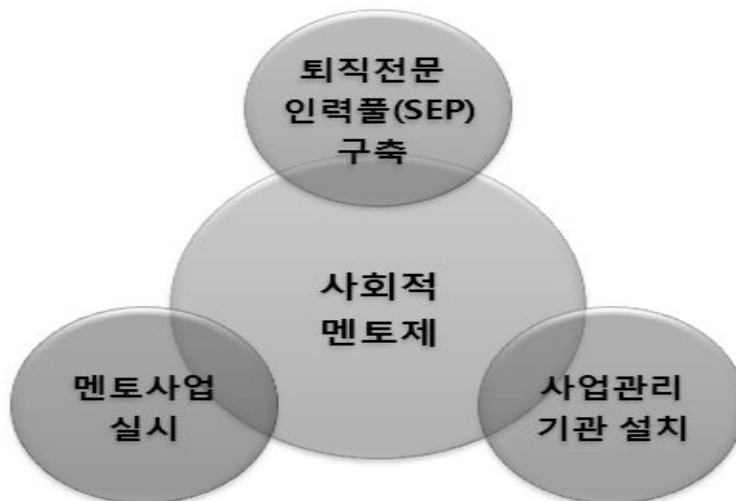 퇴직전문
인력풀(SEP)
구축
사회적
멘토제
멘토사업
실시
사업관리
기관 설치